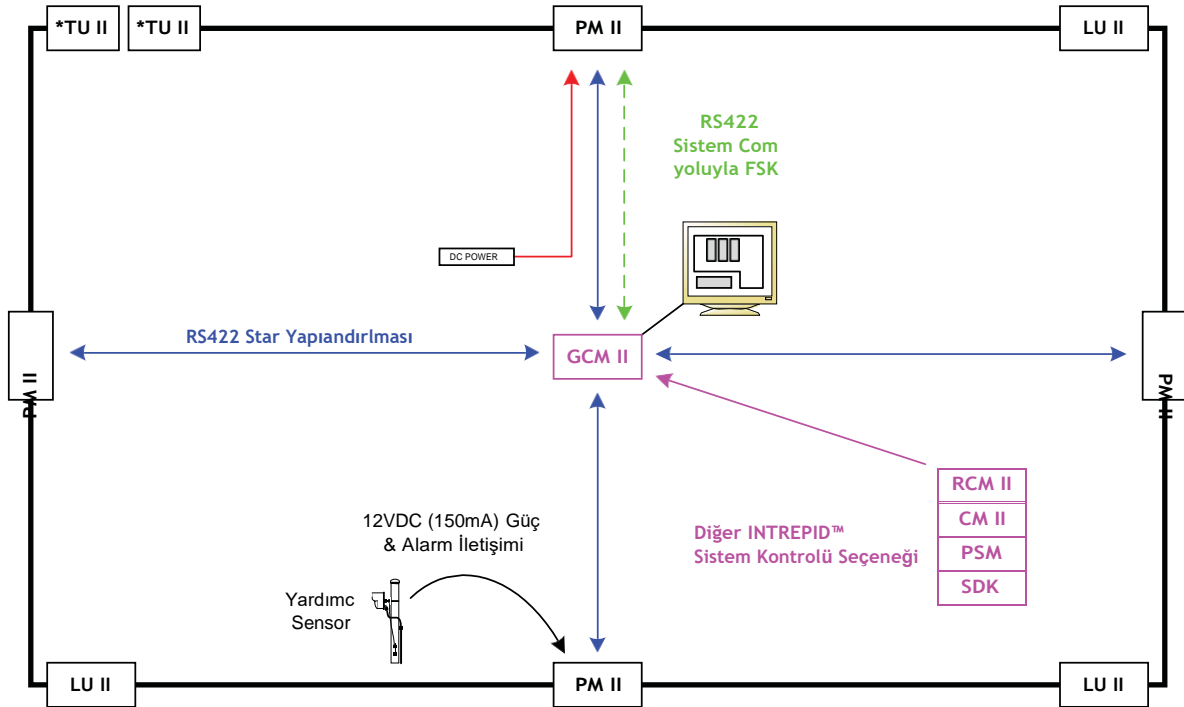 *TU II
*TU II
PM II
LU II
RS422
Sistem Com
yoluyla FSK
DC POWER
RS422 Star Yapıandırlması
GCM II
PM II
PM II
RCM II
CM II
PSM
SDK
12VDC (150mA) Güç
& Alarm İletişimi
Diğer INTREPID™
Sistem Kontrolü Seçeneği
Yardımc
Sensor
LU II
PM II
LU II